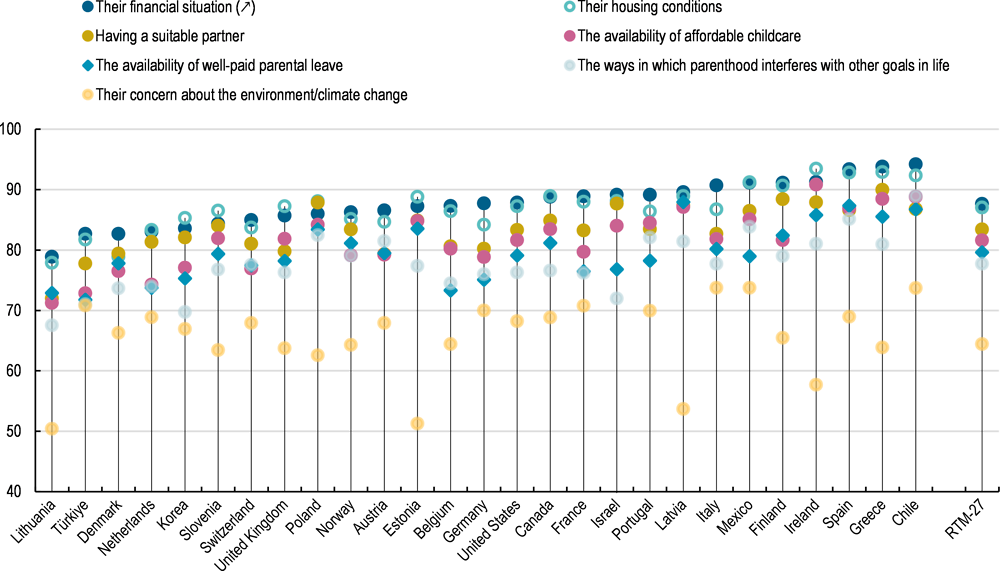 Their financial situation (↗)
Their housing conditions
Having a suitable partner
The availability of affordable childcare
The availability of well-paid parental leave
The ways in which parenthood interferes with other goals in life
Their concern about the environment/climate change
100
90
80
70
60
50
40
Lithuania
Türkiye
Denmark
Netherlands
Korea
Slovenia
Switzerland
United Kingdom
Poland
Norway
Austria
Estonia
Belgium
Germany
United States
Canada
France
Israel
Portugal
Latvia
Italy
Mexico
Finland
Ireland
Spain
Greece
Chile
RTM-27